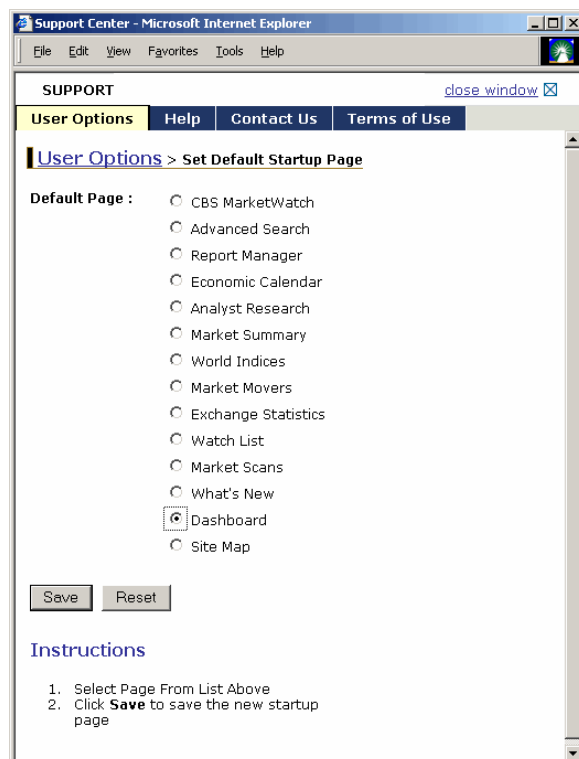 Support Center - Microsoft Internet Explorer
File Edit View Favorites Tools Help
SUPPORT close window
User Options Help Contact Us Terms of Use
User Options > Set Default Startup Page
Default Page : CBS MarketWatch
Advanced Search
Report Manager
Economic Calendar
Analyst Research
Market Summary
World Indices
Market Movers
Exchange Statistics
Watch List
Market Scans
What's New
Dashboard
Site Map
Save Reset
Instructions
1. Select Page From List Above
2. Click Save to save the new startup
page